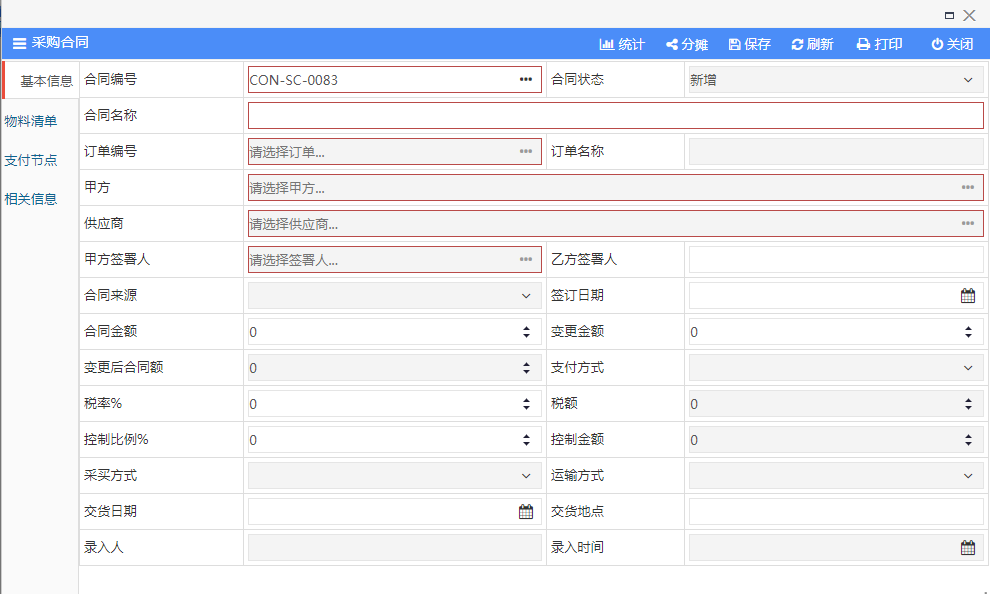 采购合同 统计 分摊 保存 刷新 打印 关闭
基本信息
物料清单
支付节点
相关信息
合同编号 CON-SC-0083 ••• 合同状态 新增
合同名称
订单编号 请选择订单... ••• 订单名称
甲方 请选择甲方... •••
供应商 请选择供应商... •••
甲方签署人 请选择签署人... ••• 乙方签署人
合同来源 签订日期
合同金额 0 变更金额 0
变更后合同额 0 支付方式
税率% 0 税额 0
控制比例% 0 控制金额 0
采买方式 运输方式
交货日期 交货地点
录入人 录入时间